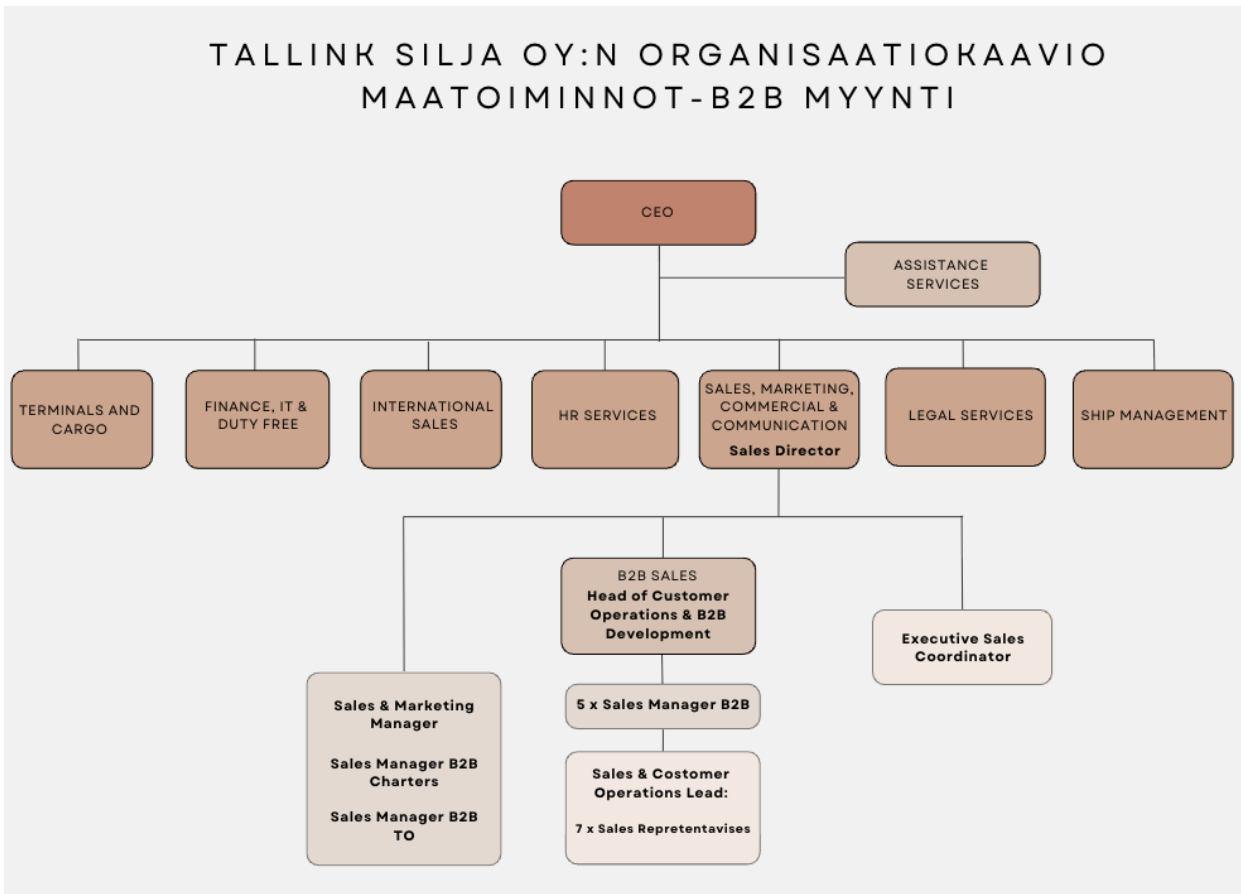 TALLINK SILJA OY:N ORGANISAATIOKAAVIO
MAATOIMINNOT-B2B MYYNTI
CEO
ASSISTANCE
SERVICES
TERMINALS AND
CARGO
FINANCE, IT &
DUTY FREE
INTERNATIONAL
SALES
HR SERVICES
SALES, MARKETING,
COMMERCIAL &
COMMUNICATION
Sales Director
LEGAL SERVICES
SHIP MANAGEMENT
B2B SALES
Head of Customer
Operations & B2B
Development
Executive Sales
Coordinator
Sales & Marketing
Manager
Sales Manager B2B
Charters
Sales Manager B2B
TO
5 x Sales Manager B2B
Sales & Costomer
Operations Lead:
7 x Sales Repretentavises